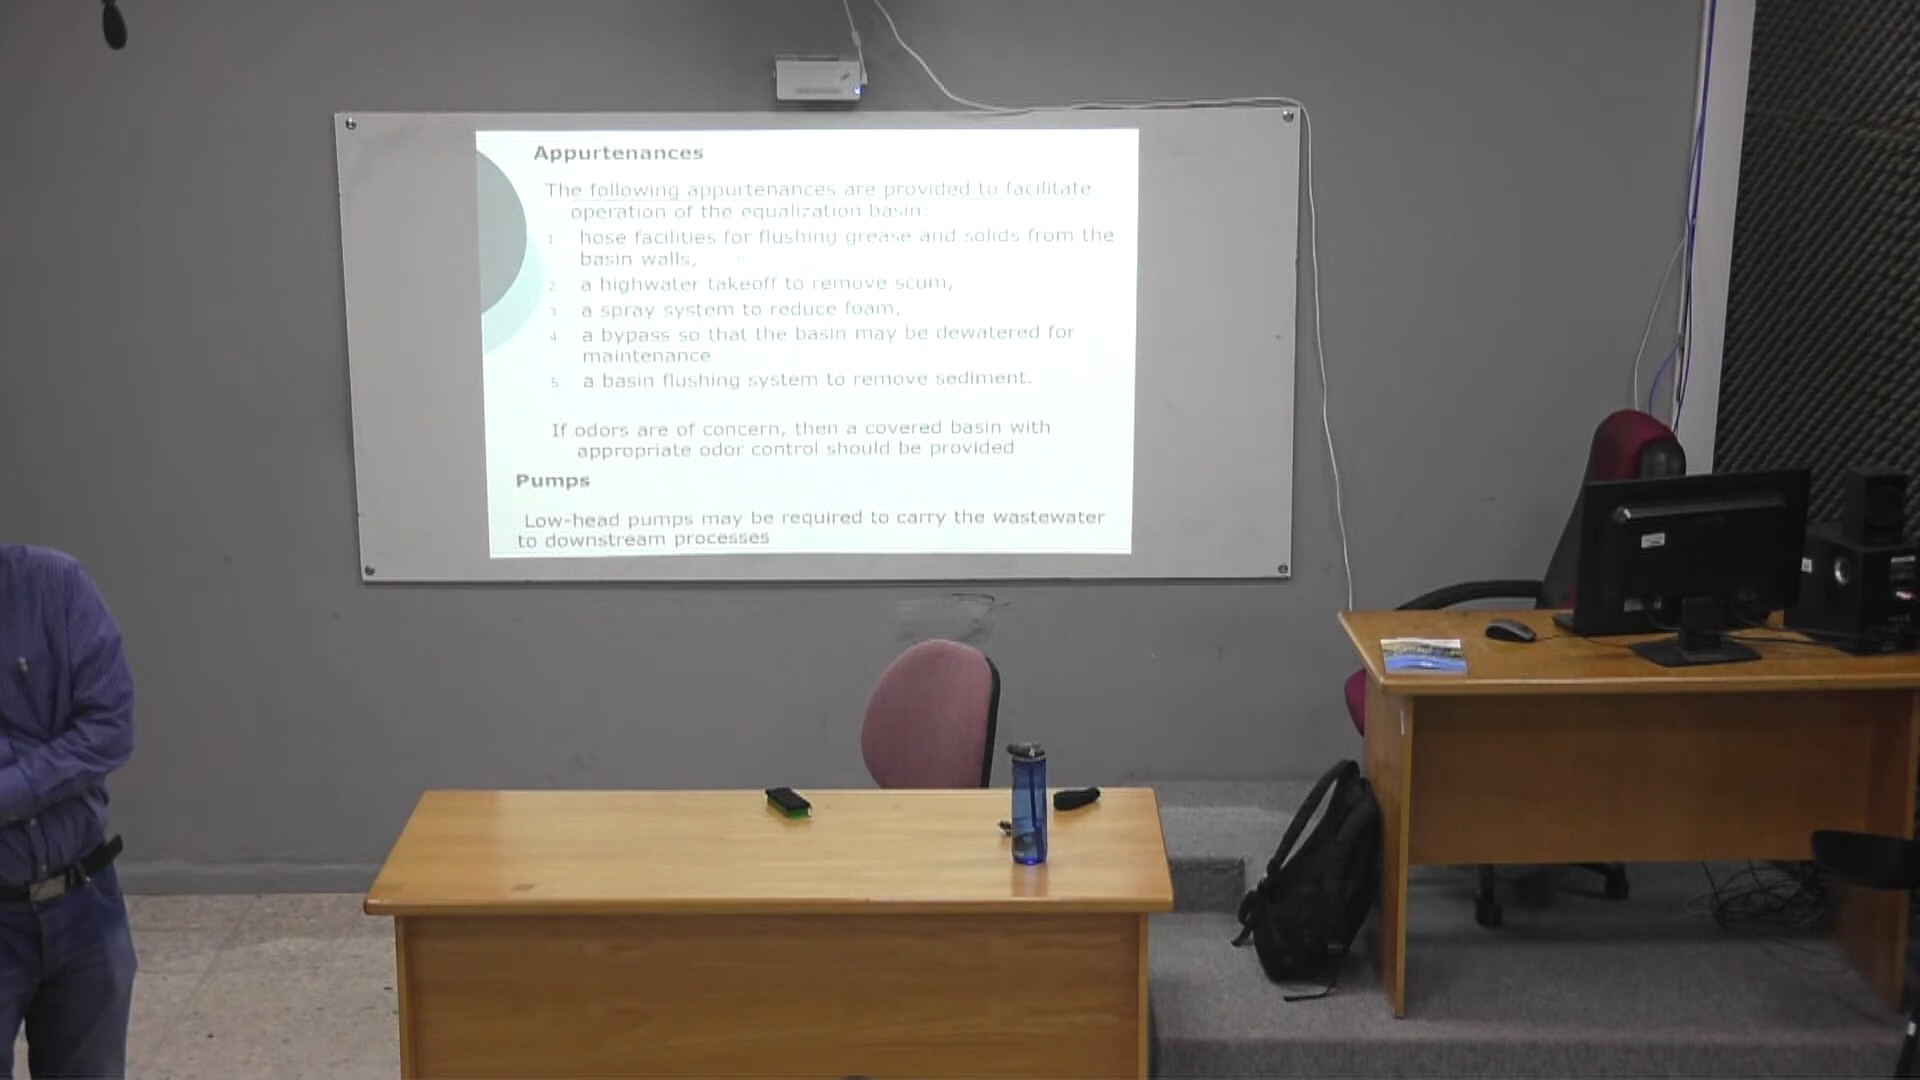 Appurtenances
The following appurtenances are provided to facilitate
operation of the equalization basin:
1. hose facilities for flushing grease and solids from the
basin walls,
2. a highwater takeoff to remove scum,
3. a spray system to reduce foam,
4. a bypass so that the basin may be dewatered for
maintenance
5. a basin flushing system to remove sediment.
If odors are of concern, then a covered basin with
appropriate odor control should be provided
Pumps
Low-head pumps may be required to carry the wastewater
to downstream processes